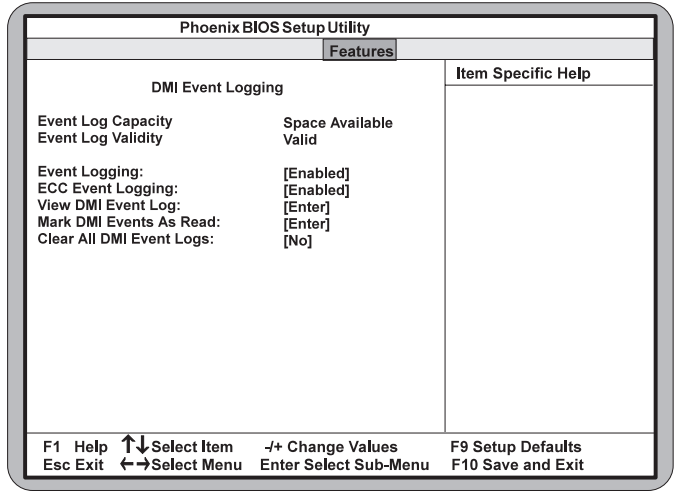 Phoenix BIOS Setup Utility
Features
DMI Event Logging
Item Specific Help
Event Log Capacity Space Available
Event Log Validity Valid
Event Logging: [Enabled]
ECC Event Logging: [Enabled]
View DMI Event Log: [Enter]
Mark DMI Events As Read: [Enter]
Clear All DMI Event Logs: [No]
F1 Help ↑↓Select Item -/+ Change Values F9 Setup Defaults
Esc Exit ←→Select Menu Enter Select Sub-Menu F10 Save and Exit